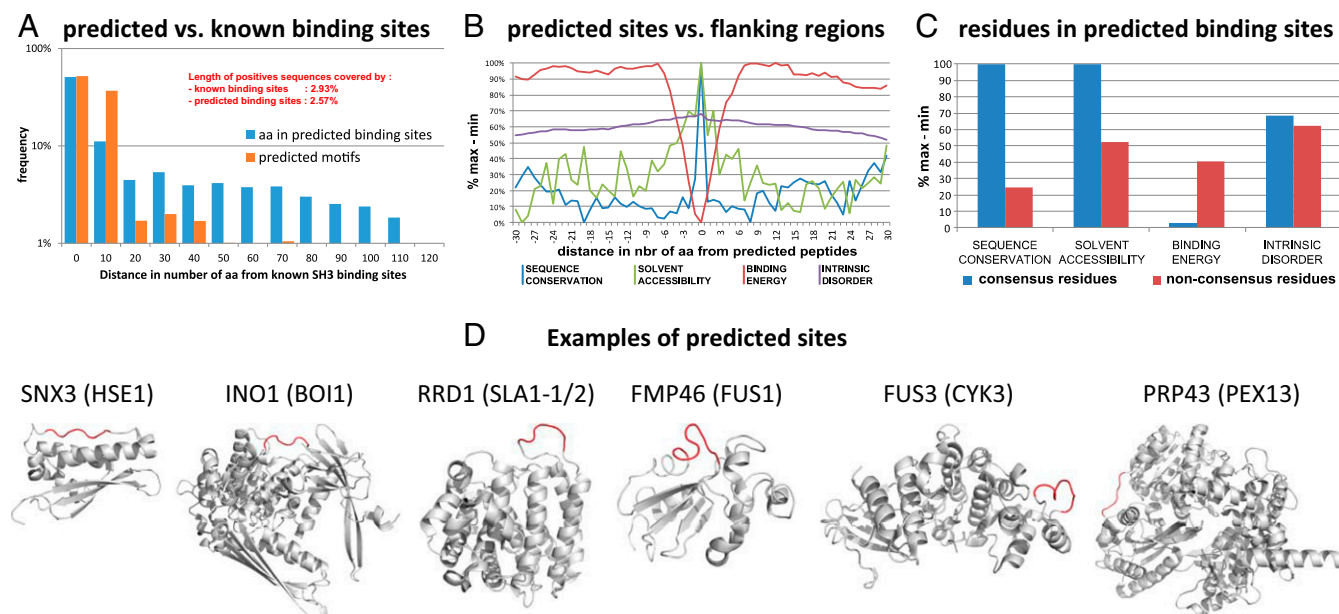 A predicted vs. known binding sites
100%
10%
1%
frequency
Length of positives sequences covered by :
- known binding sites : 2.93%
- predicted binding sites : 2.57%
aa in predicted binding sites
predicted motifs
0 10 20 30 40 50 60 70 80 90 100 110 120
Distance in number of aa from known SH3 binding sites
B predicted sites vs. flanking regions
100%
90%
80%
70%
60%
50%
40%
30%
20%
10%
0%
% max - min
-30 -27 -24 -21 -18 -15 -12 -9 -6 -3 0 3 6 9 12 15 18 21 24 27 30
distance in nbr of aa from predicted peptides
SEQUENCE CONSERVATION
SOLVENT ACCESSIBILITY
BINDING ENERGY
INTRINSIC DISORDER
C residues in predicted binding sites
100
90
80
70
60
50
40
30
20
10
0
% max - min
SEQUENCE CONSERVATION
SOLVENT ACCESSIBILITY
BINDING ENERGY
INTRINSIC DISORDER
consensus residues
non-consensus residues
D Examples of predicted sites
SNX3 (HSE1)
INO1 (BOI1)
RRD1 (SLA1-1/2)
FMP46 (FUS1)
FUS3 (CYK3)
PRP43 (PEX13)